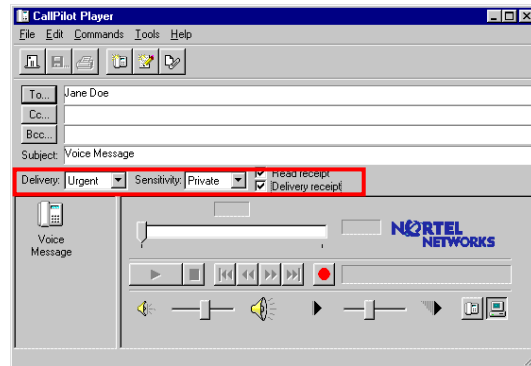 CallPilot Player
File Edit Commands Tools Help
To... Jane Doe
Cc...
Bcc...
Subject: Voice Message
Read receipt
Delivery: Urgent Sensitivity: Private Delivery receipt
Voice
Message
NORTEL
NETWORKS